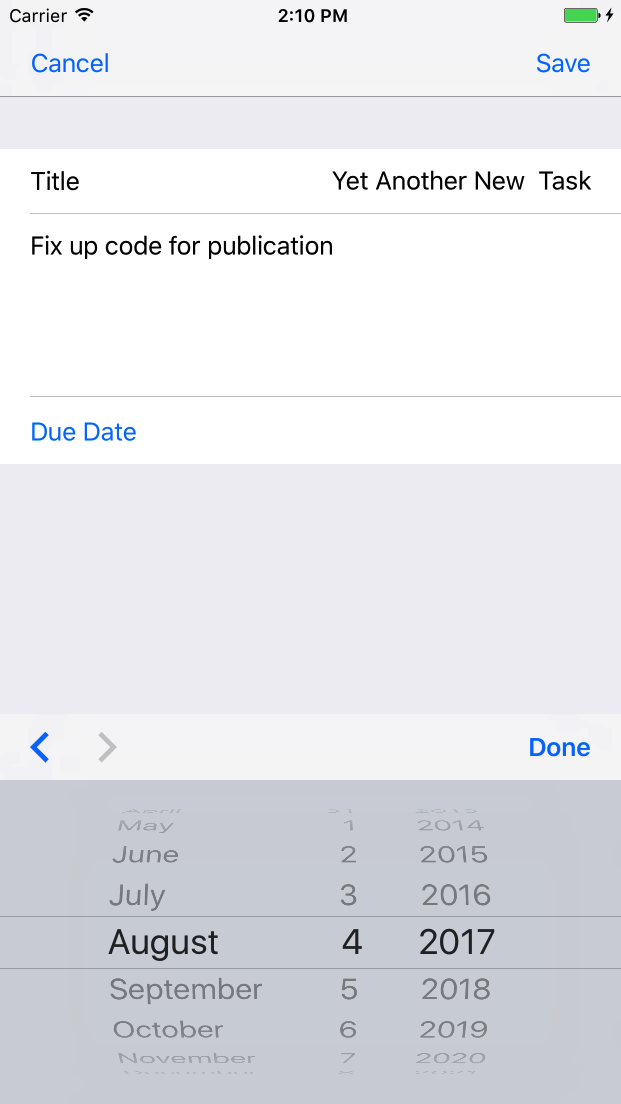 Carrier 2:10 PM
Cancel Save
Title Yet Another New Task
Fix up code for publication
Due Date
Done
May 1 2014
June 2 2015
July 3 2016
August 4 2017
September 5 2018
October 6 2019
November 7 2020